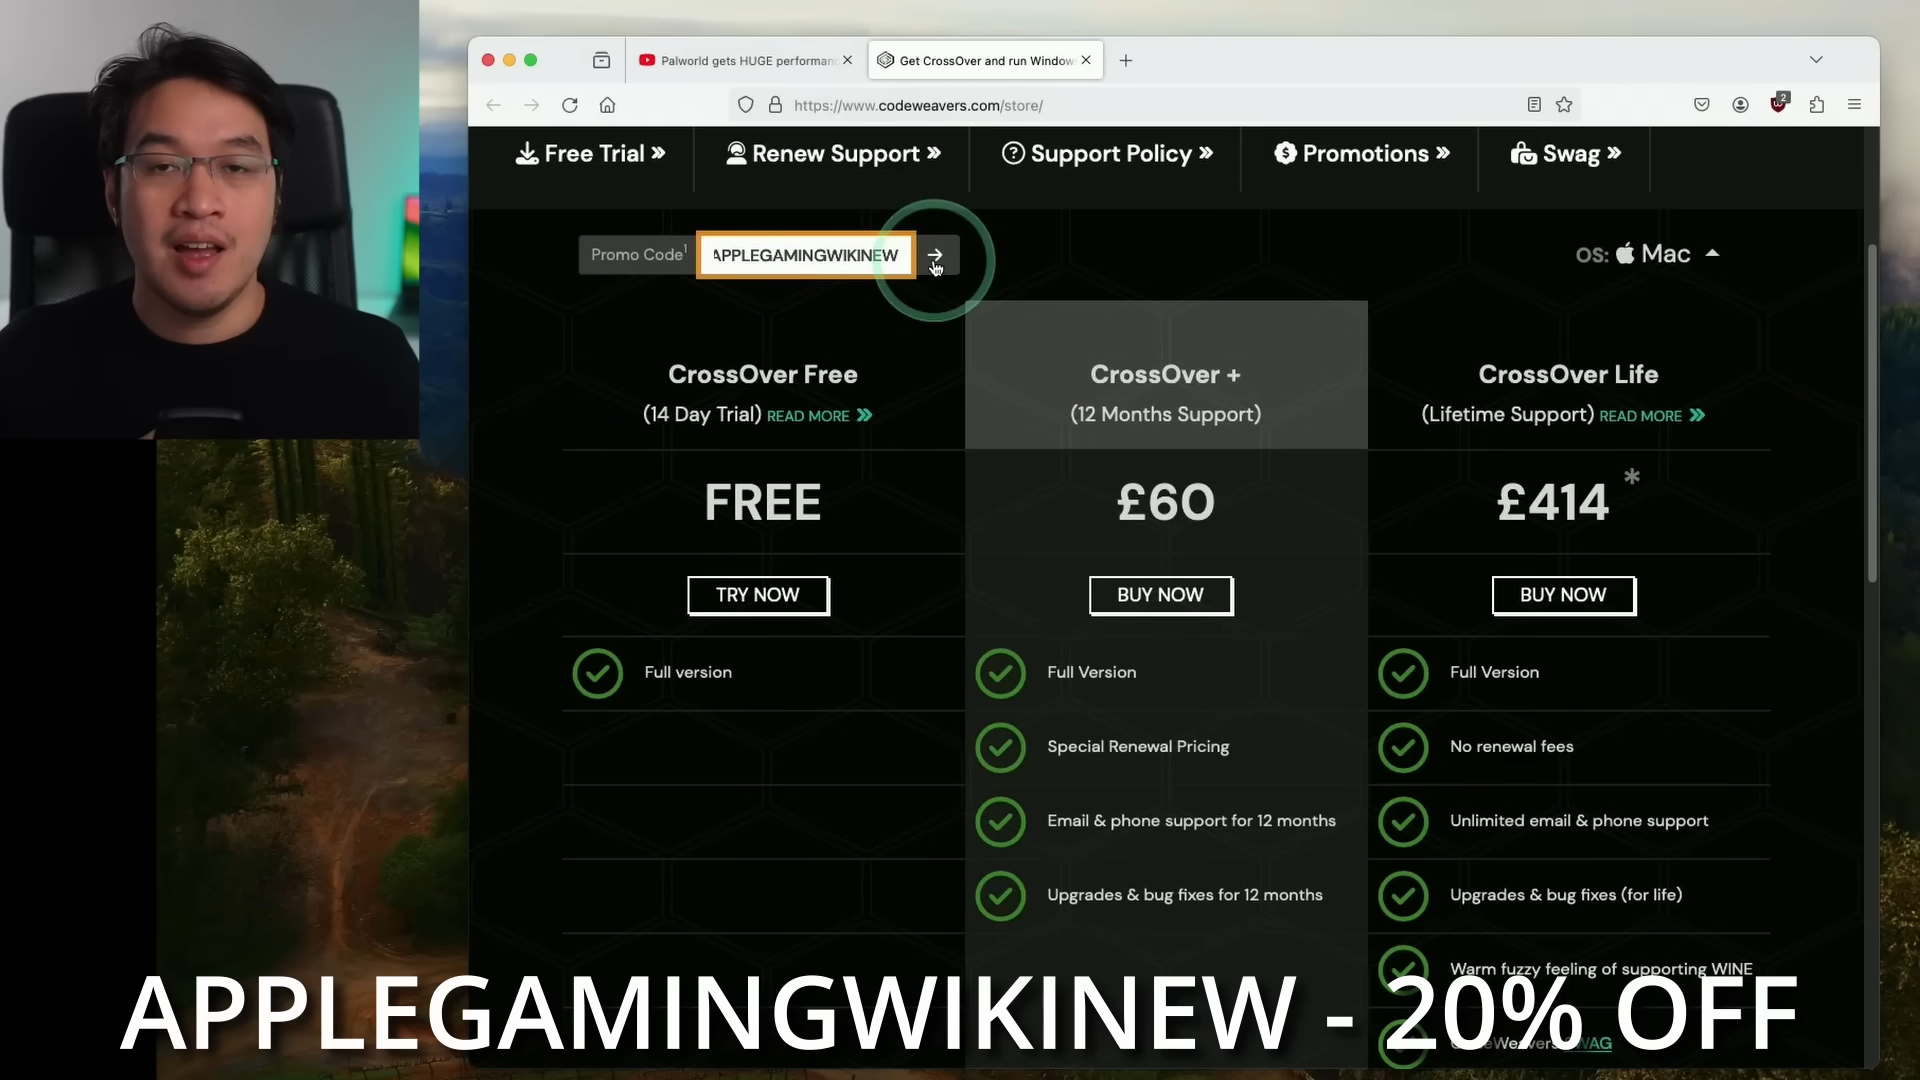 Palworld gets HUGE performan
Get CrossOver and run Window
2
https://www.codeweavers.com/store/
Free Trial »
Renew Support »
Support Policy »
Promotions »
Swag »
Promo Code¹
APPLEGAMINGWIKINEW
OS: Mac
CrossOver Free
(14 Day Trial) READ MORE »
CrossOver +
(12 Months Support)
CrossOver Life
(Lifetime Support) READ MORE »
FREE
£60
£414 *
TRY NOW
BUY NOW
BUY NOW
Full version
Full Version
Full Version
Special Renewal Pricing
No renewal fees
Email & phone support for 12 months
Unlimited email & phone support
Upgrades & bug fixes for 12 months
Upgrades & bug fixes (for life)
Warm fuzzy feeling of supporting WINE
APPLEGAMINGWIKINEW - 20% OFF